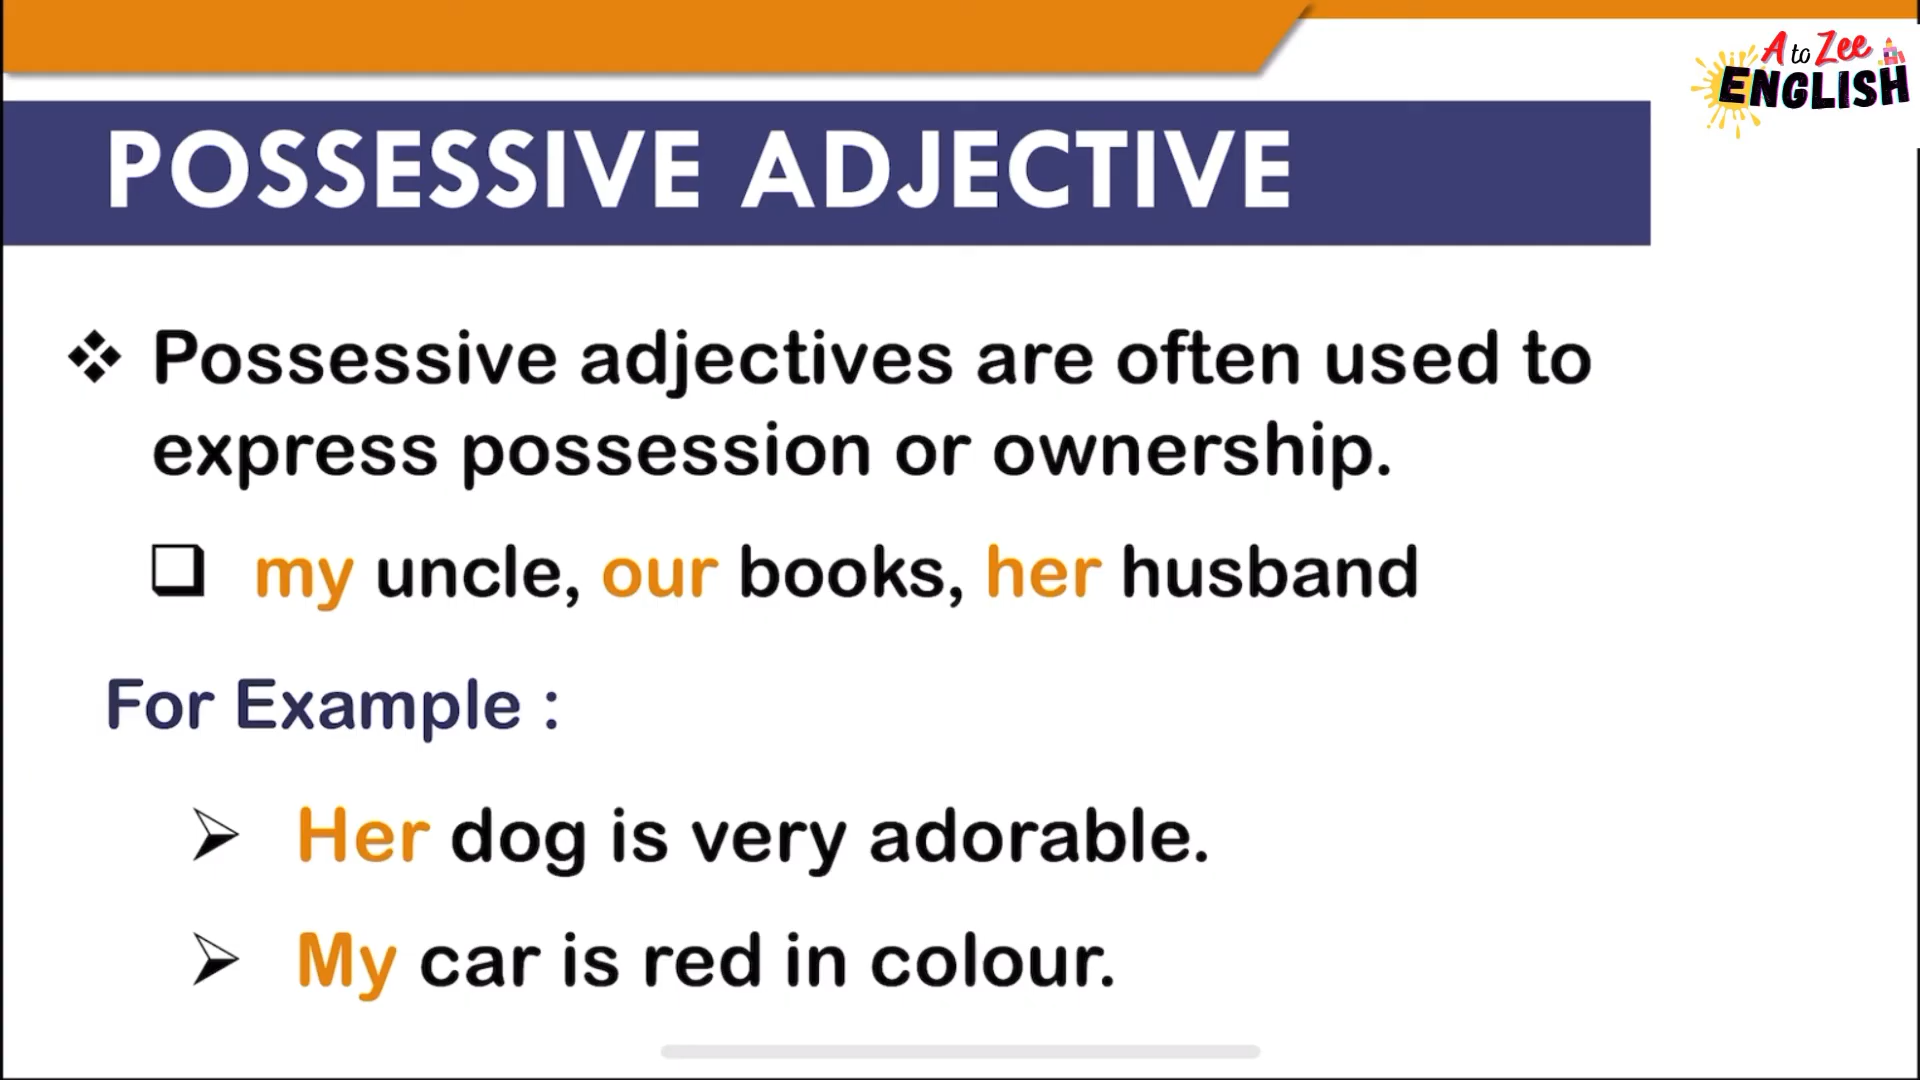 A to Zee
ENGLISH
POSSESSIVE ADJECTIVE
Possessive adjectives are often used to
express possession or ownership.
my uncle, our books, her husband
For Example :
Her dog is very adorable.
My car is red in colour.